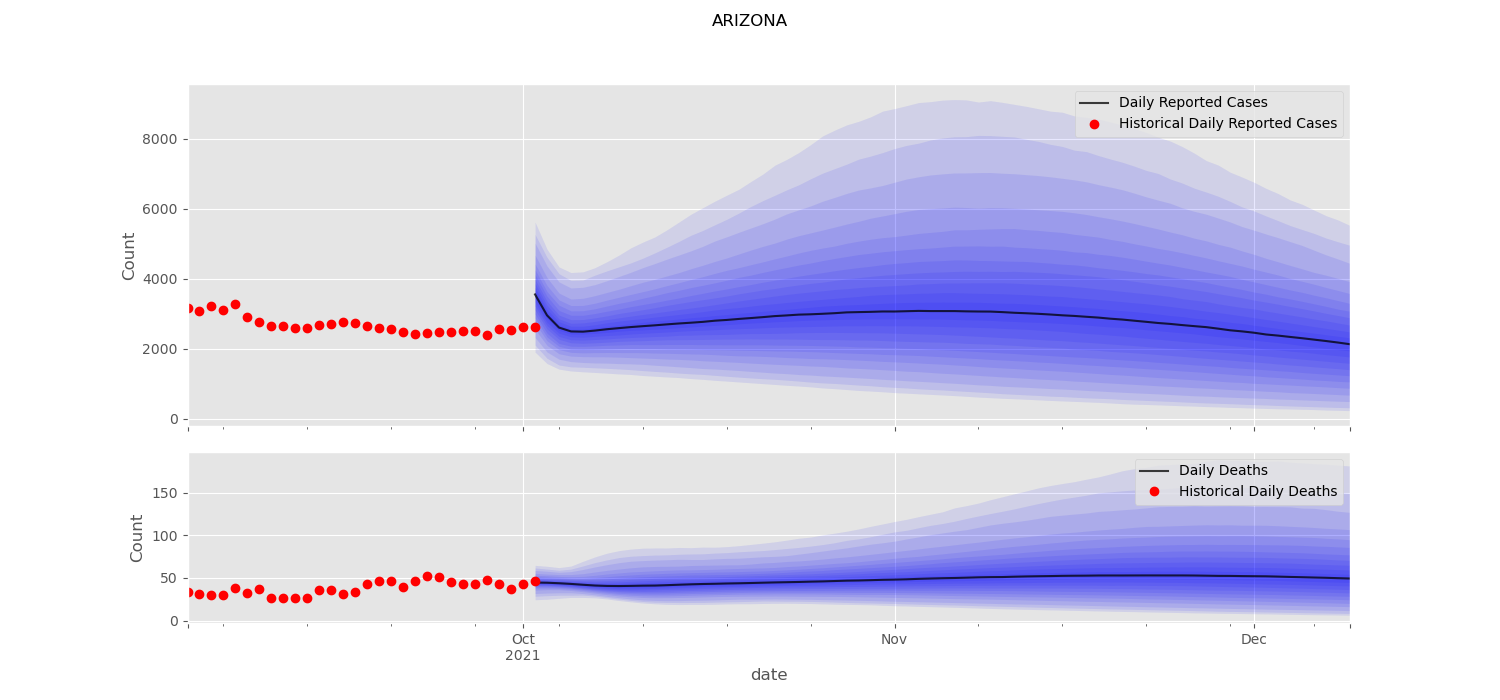 ARIZONA
Daily Reported Cases
Historical Daily Reported Cases
8000
6000
4000
2000
0
Count
Daily Deaths
Historical Daily Deaths
150
100
50
0
Count
Oct
2021
Nov
Dec
date